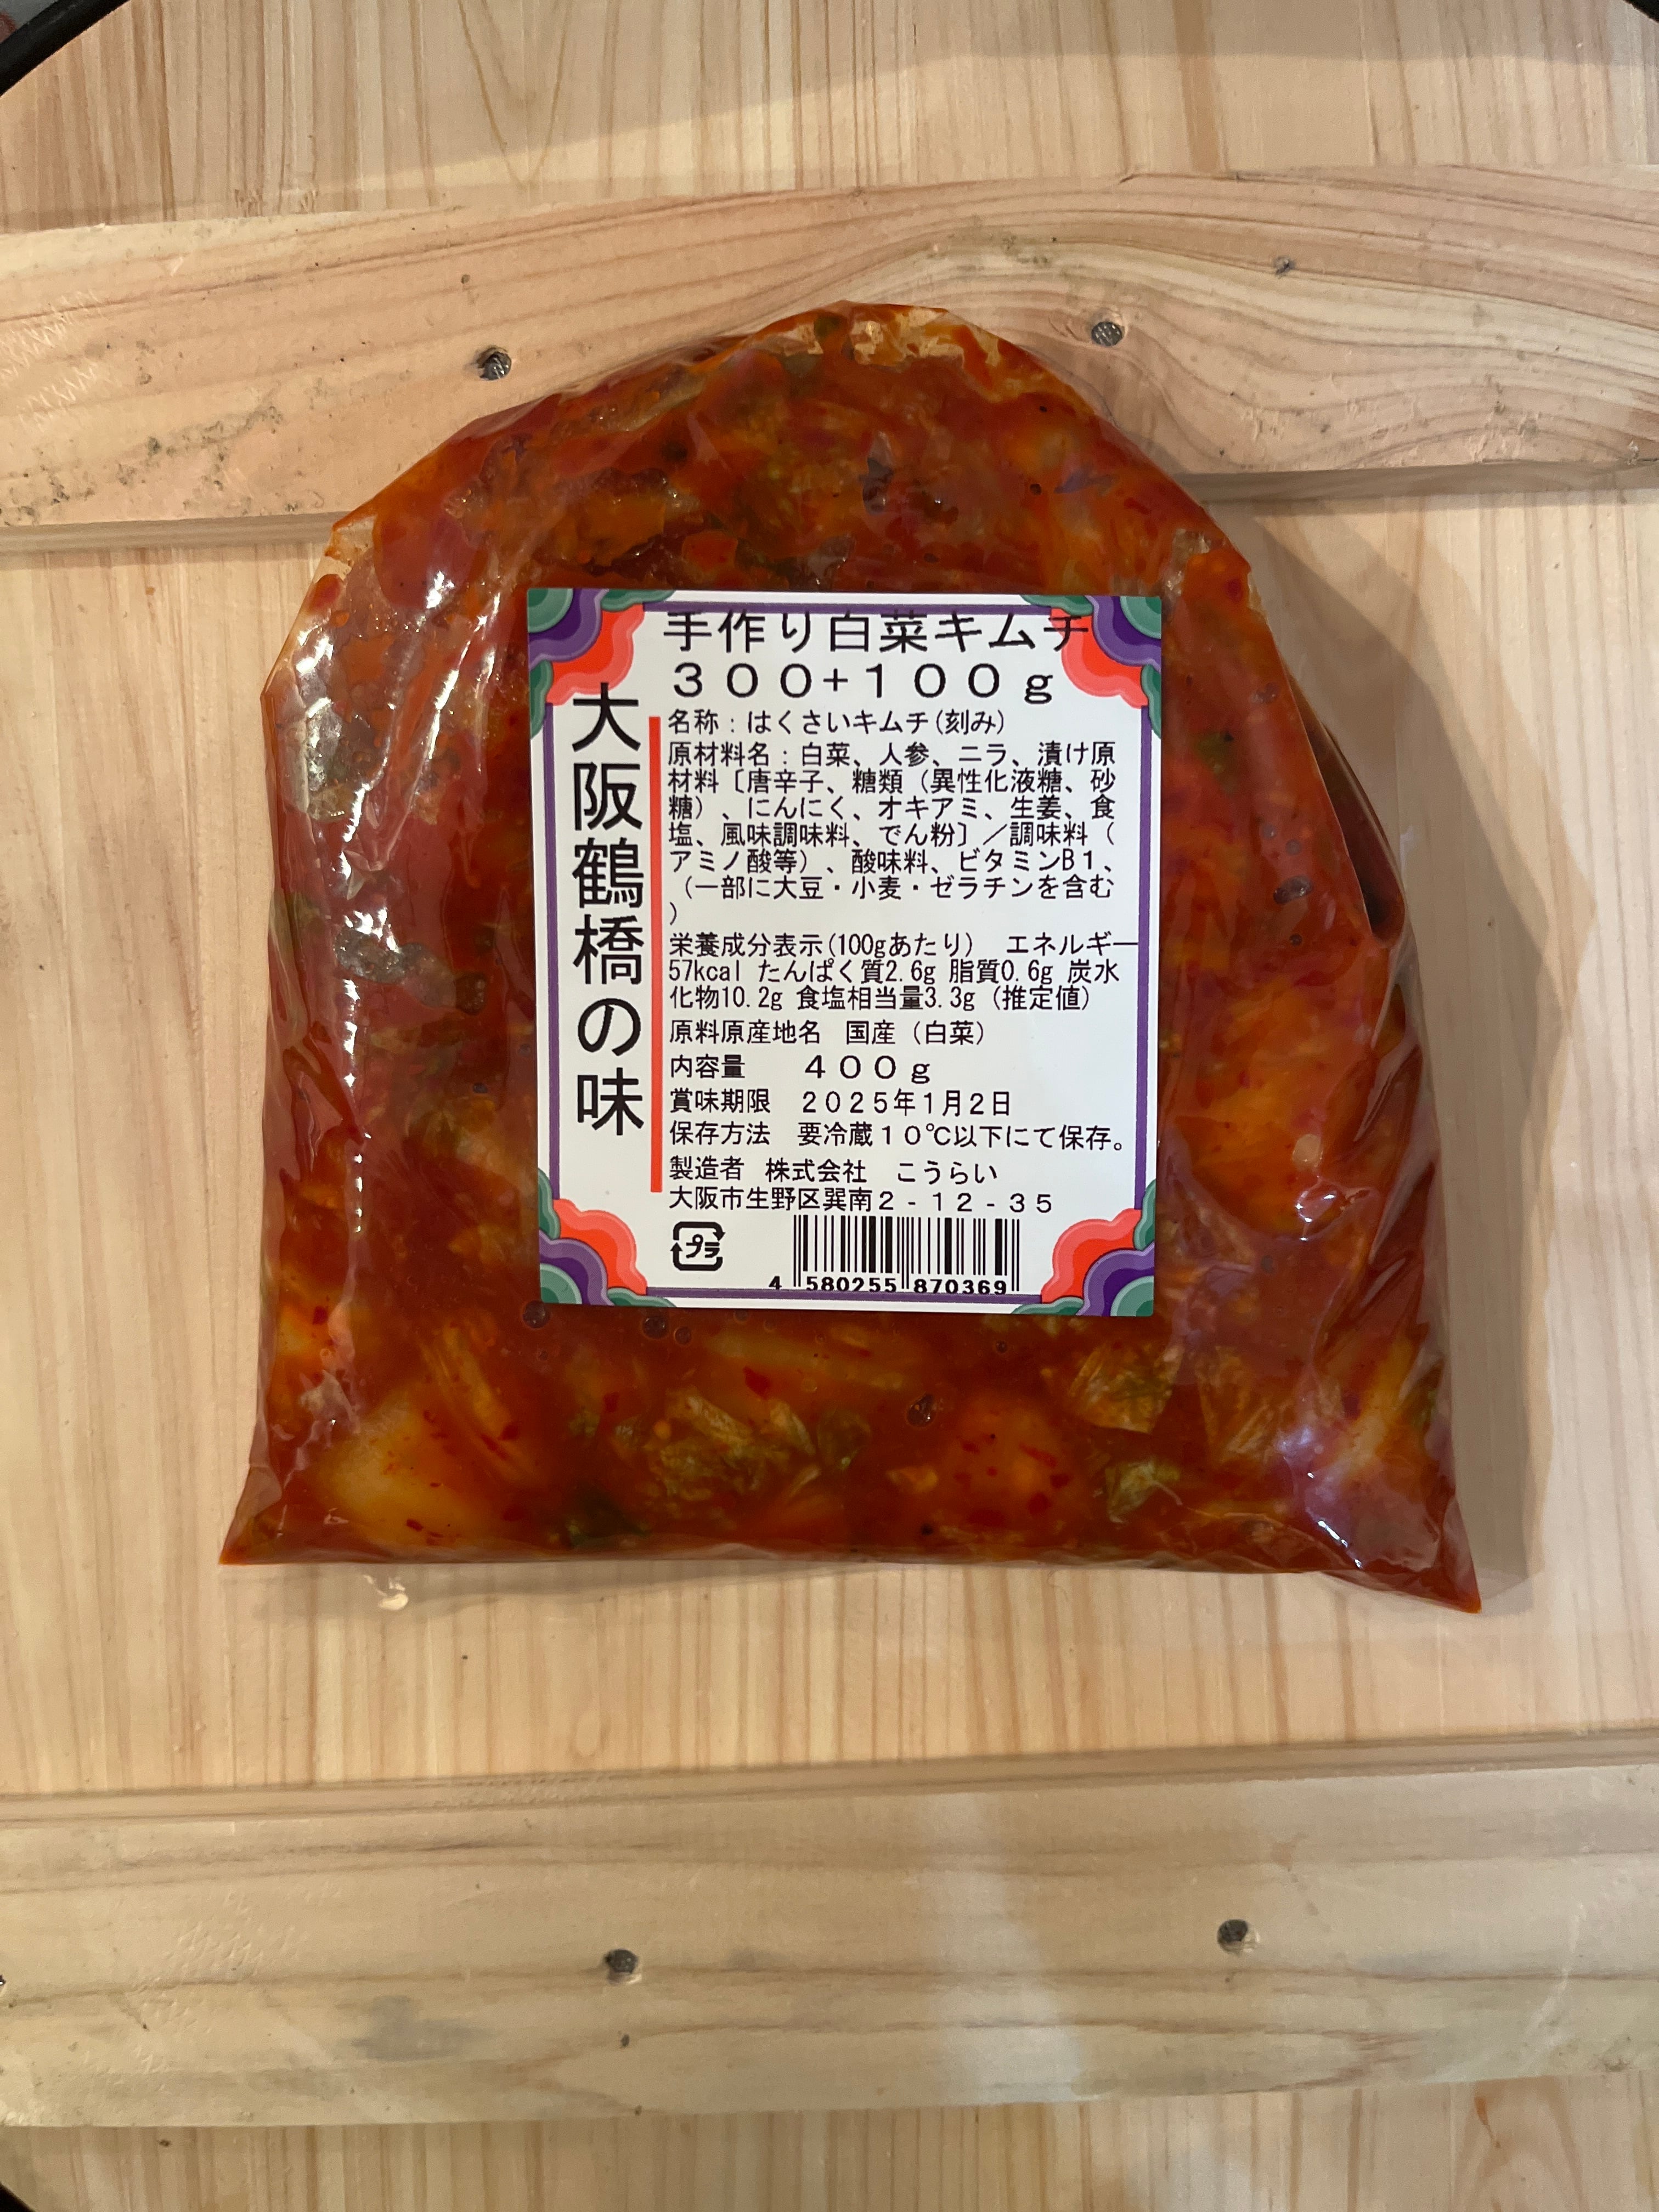 手作り白菜キムチ
300+100g
大阪鶴橋の味
名称：はくさいキムチ(刻み)
原材料名：白菜、人参、ニラ、漬け原
材料〔唐辛子、糖類（異性化液糖、砂
糖）、にんにく、オキアミ、生姜、食
塩、風味調味料、でん粉〕／調味料（
アミノ酸等）、酸味料、ビタミンB1、
（一部に大豆・小麦・ゼラチンを含む
）
栄養成分表示(100gあたり)　エネルギー
57kcal たんぱく質2.6g 脂質0.6g 炭水
化物10.2g 食塩相当量3.3g（推定値）
原料原産地名　国産（白菜）
内容量　４００ｇ
賞味期限　2025年1月2日
保存方法　要冷蔵１０℃以下にて保存。
製造者　株式会社　こうらい
大阪市生野区巽南２-１２-３５
プラ
4 580255 870369